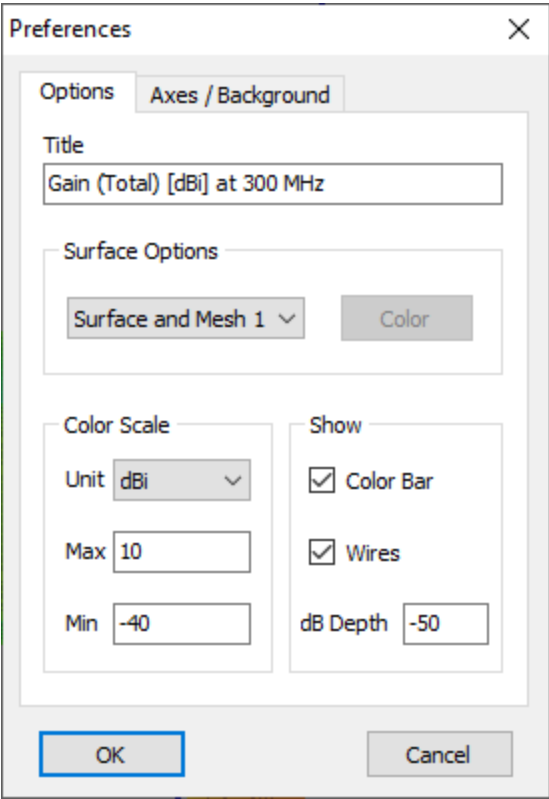 Preferences
Options
Axes / Background
Title
Gain (Total) [dBi] at 300 MHz
Surface Options
Surface and Mesh 1
Color
Color Scale
Unit dBi
Max 10
Min -40
Show
Color Bar
Wires
dB Depth -50
OK
Cancel